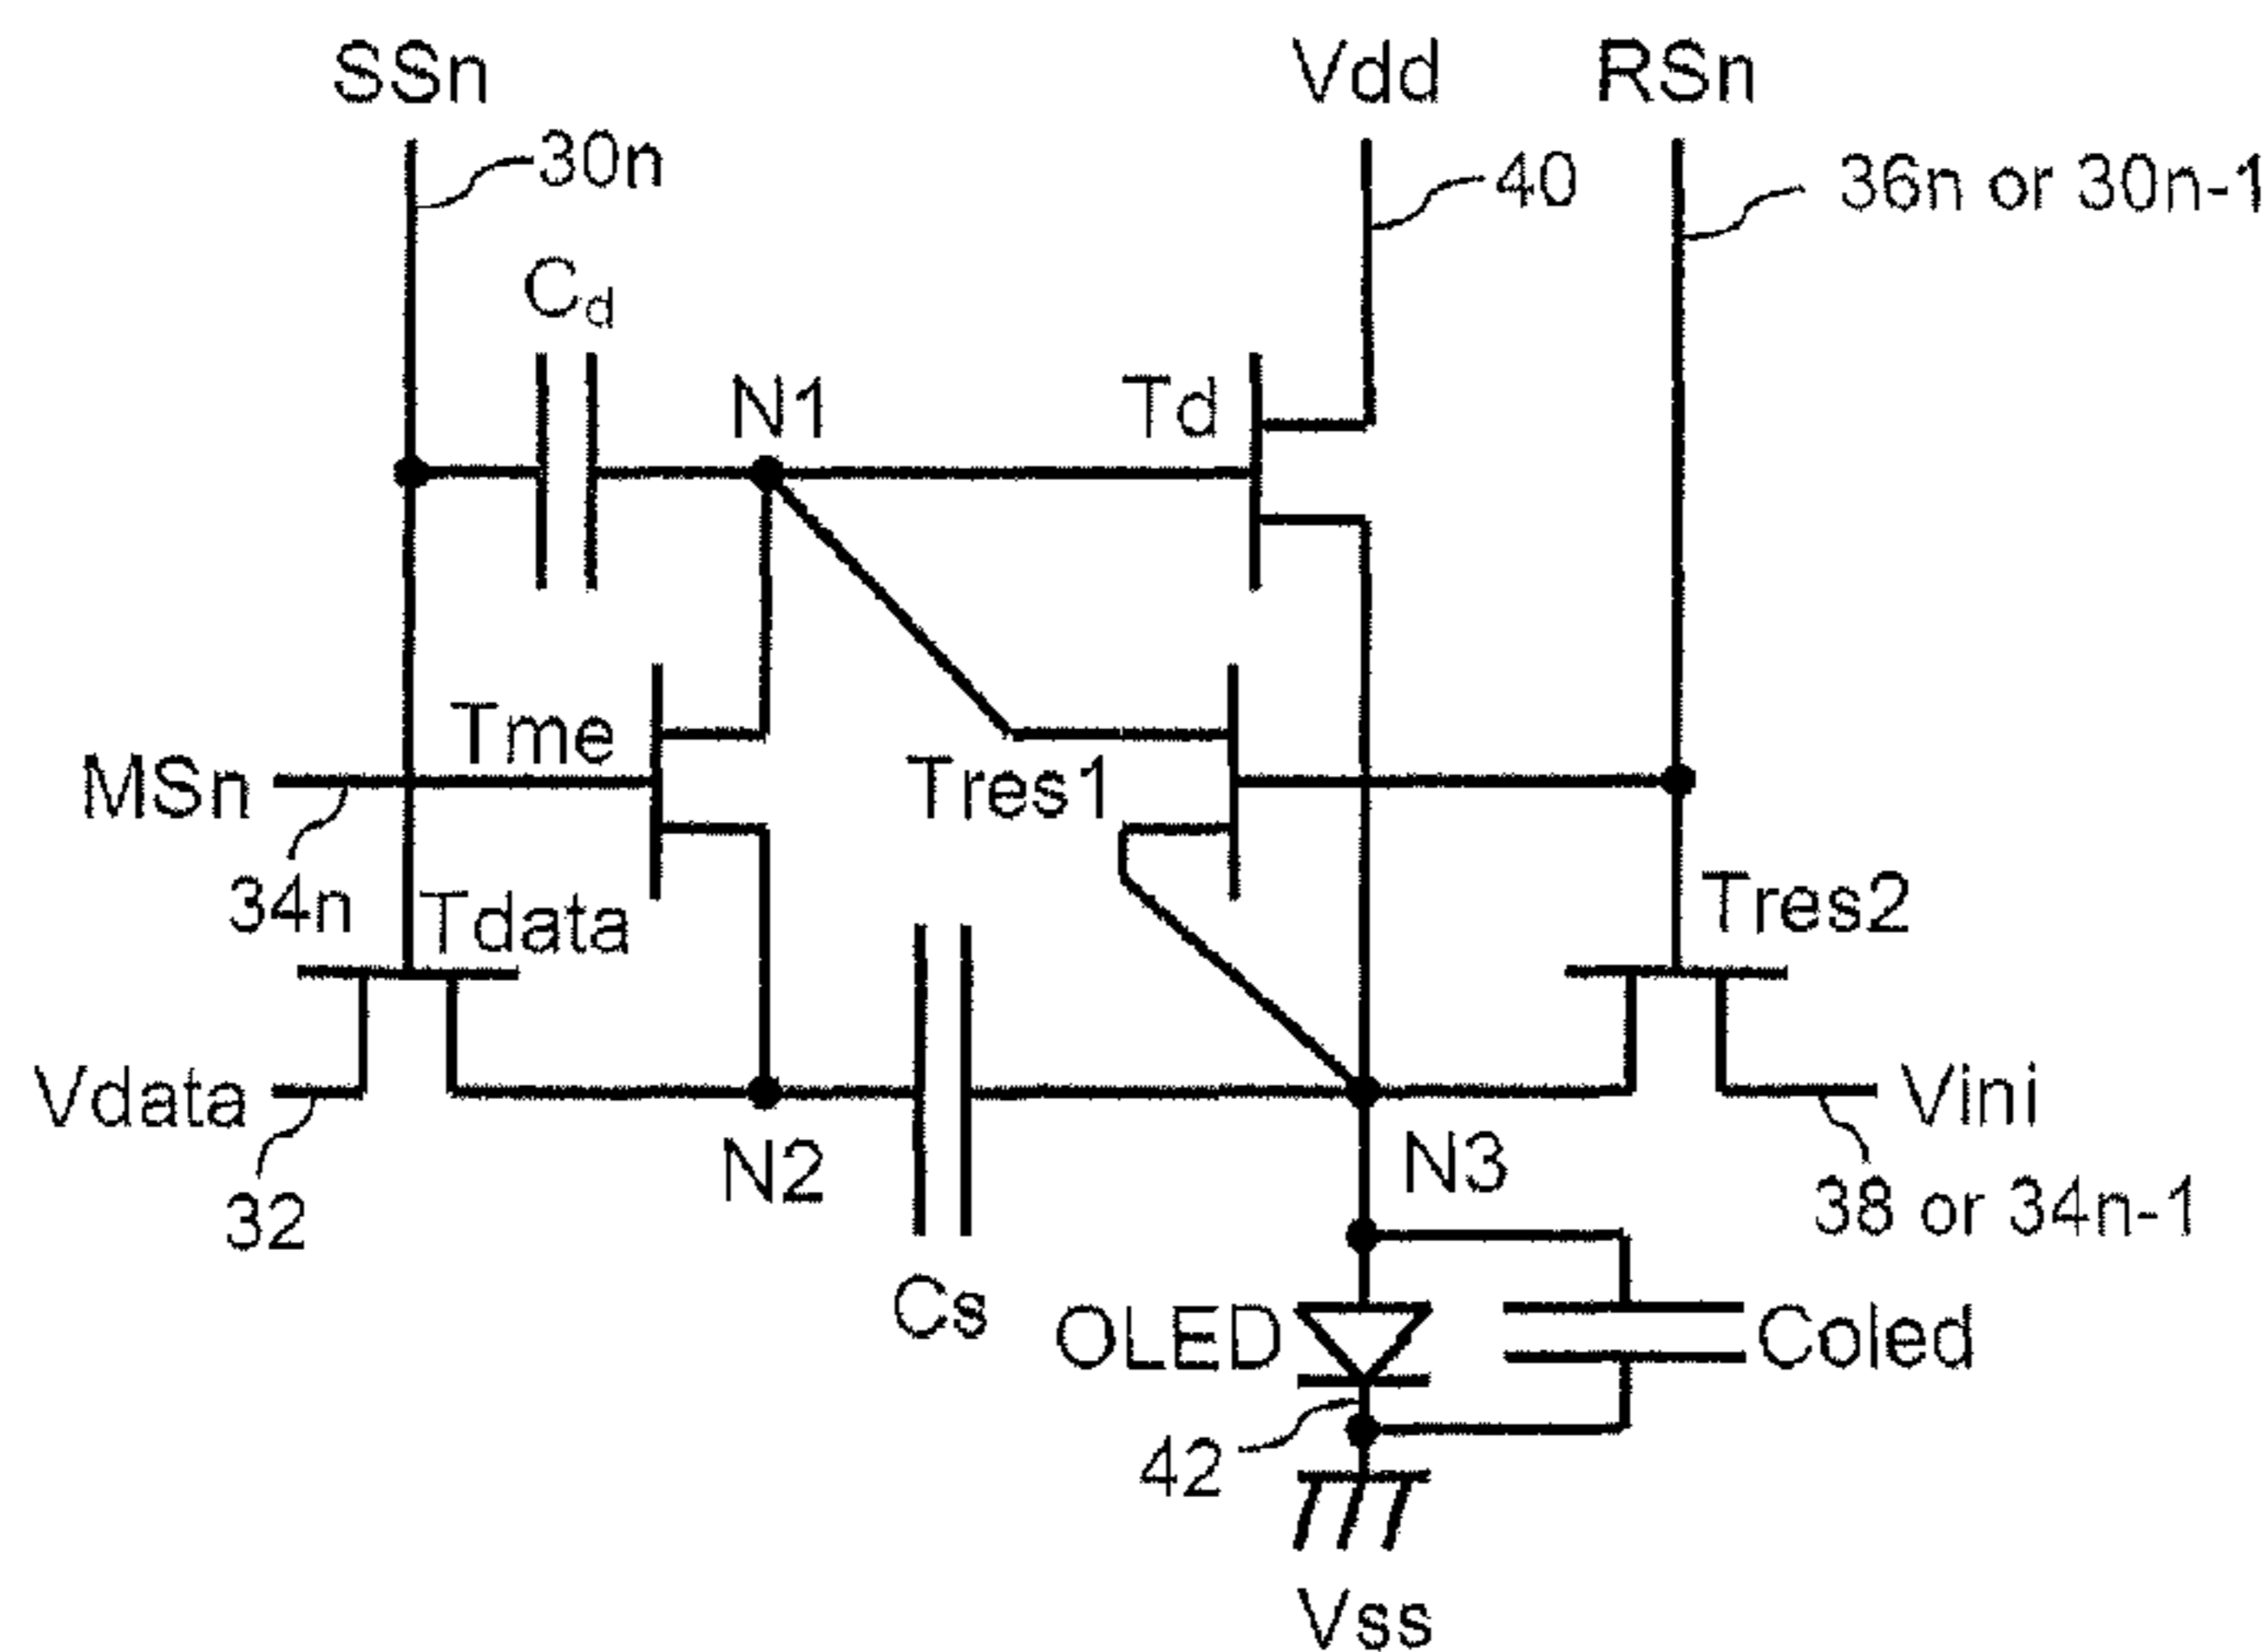 SSn
Vdd
RSn
30n
40
36n or 30n-1
Cd
N1
Td
Tme
MSn
Tres1
34n
Tdata
Tres2
Vdata
Vini
N2
N3
32
38 or 34n-1
Cs
OLED
Coled
42
Vss